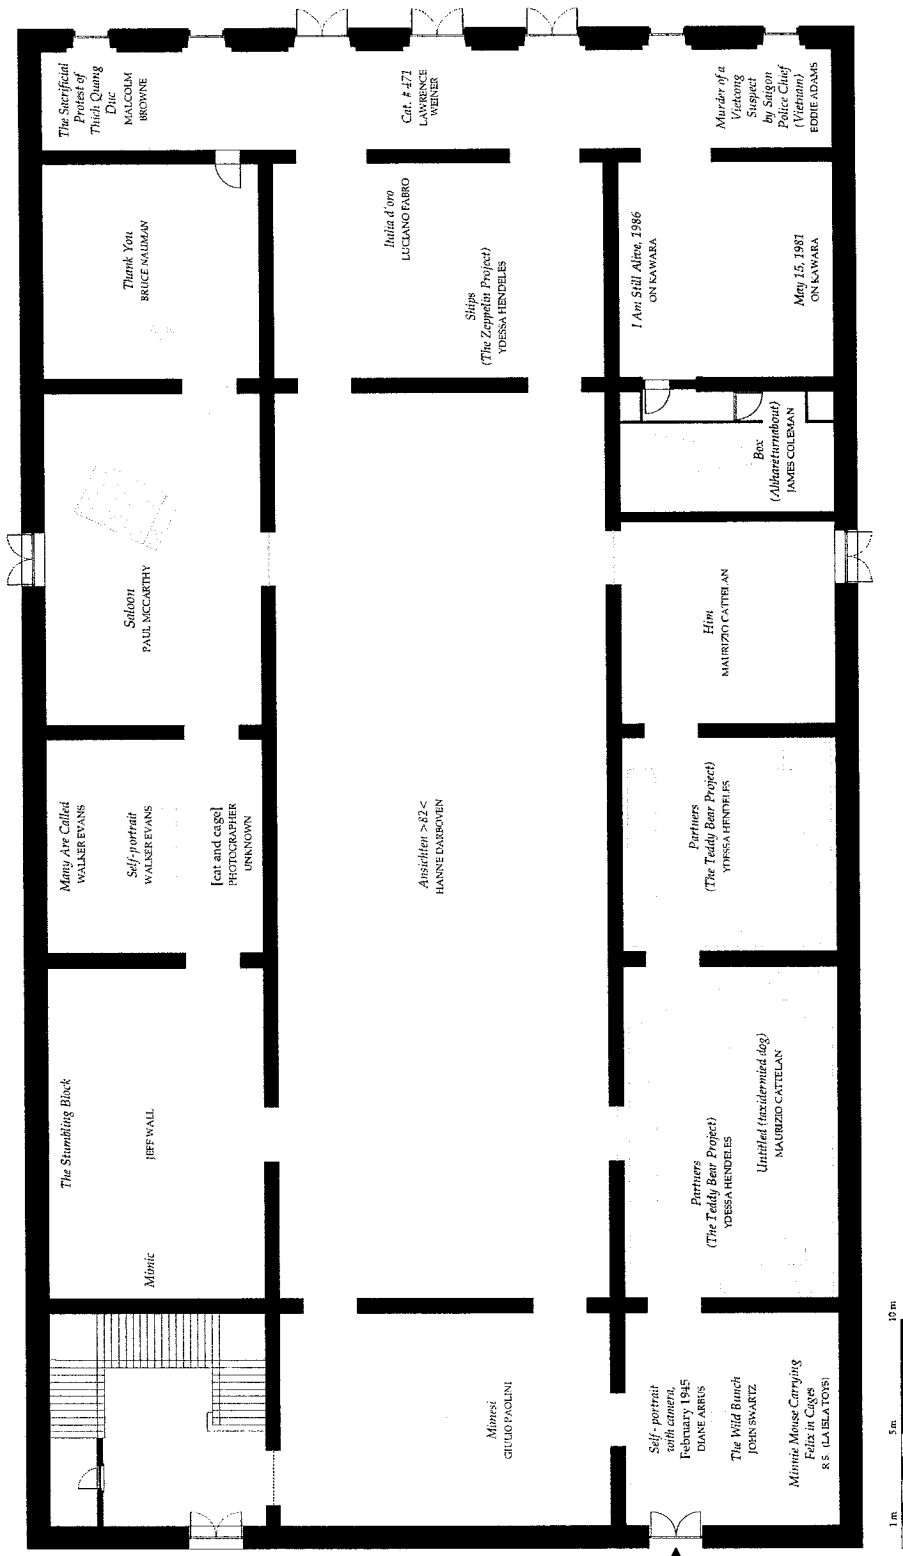 The Sacrificial
Protest of
Thich Quang
Duc
MALCOLM
BROWNE
Cat. # 471
LAWRENCE
WEINER
Murder of a
Vietcong
Suspect
by Saigon
Police Chief
(Vietnam)
EDDIE ADAMS
Thank You
BRUCE NAUMAN
Italia d'oro
LUCIANO FABRO
Ships
(The Zeppelin Project)
YDESSA HENDELES
I Am Still Alive, 1986
ON KAWARA
May 15, 1981
ON KAWARA
Saloon
PAUL MCCARTHY
Box
(Ahhareturnabout)
JAMES COLEMAN
Him
MAURIZIO CATTELAN
Many Are Called
WALKER EVANS
Self-portrait
WALKER EVANS
[cat and cage]
PHOTOGRAPHER
UNKNOWN
Ansichten >82<
HANNE DARBOVEN
Partners
(The Teddy Bear Project)
YDESSA HENDELES
The Stumbling Block
JEFF WALL
Mimic
Partners
(The Teddy Bear Project)
YDESSA HENDELES
Untitled (taxidermied dog)
MAURIZIO CATTELAN
Mimesi
GIULIO PAOLINI
Self-portrait
with camera,
February 1945
DIANE ARBUS
The Wild Bunch
JOHN SWARTZ
Minnie Mouse Carrying
Felix in Cages
R.S. (LA ISLA TOYS)
1 m
5 m
10 m